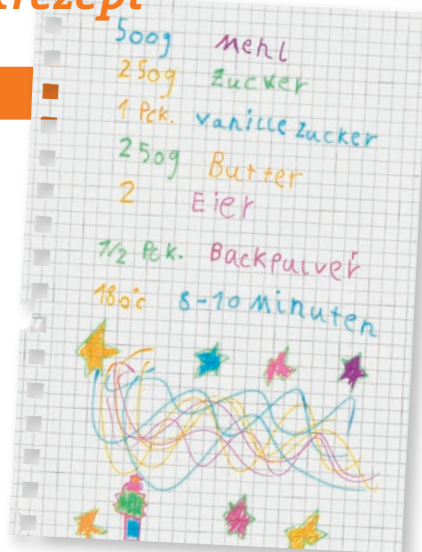 500g Mehl
250g Zucker
1 Pck. Vanille Zucker
250g Butter
2 Eier
1/2 Pck. Backpulver
180°C 8-10 Minuten